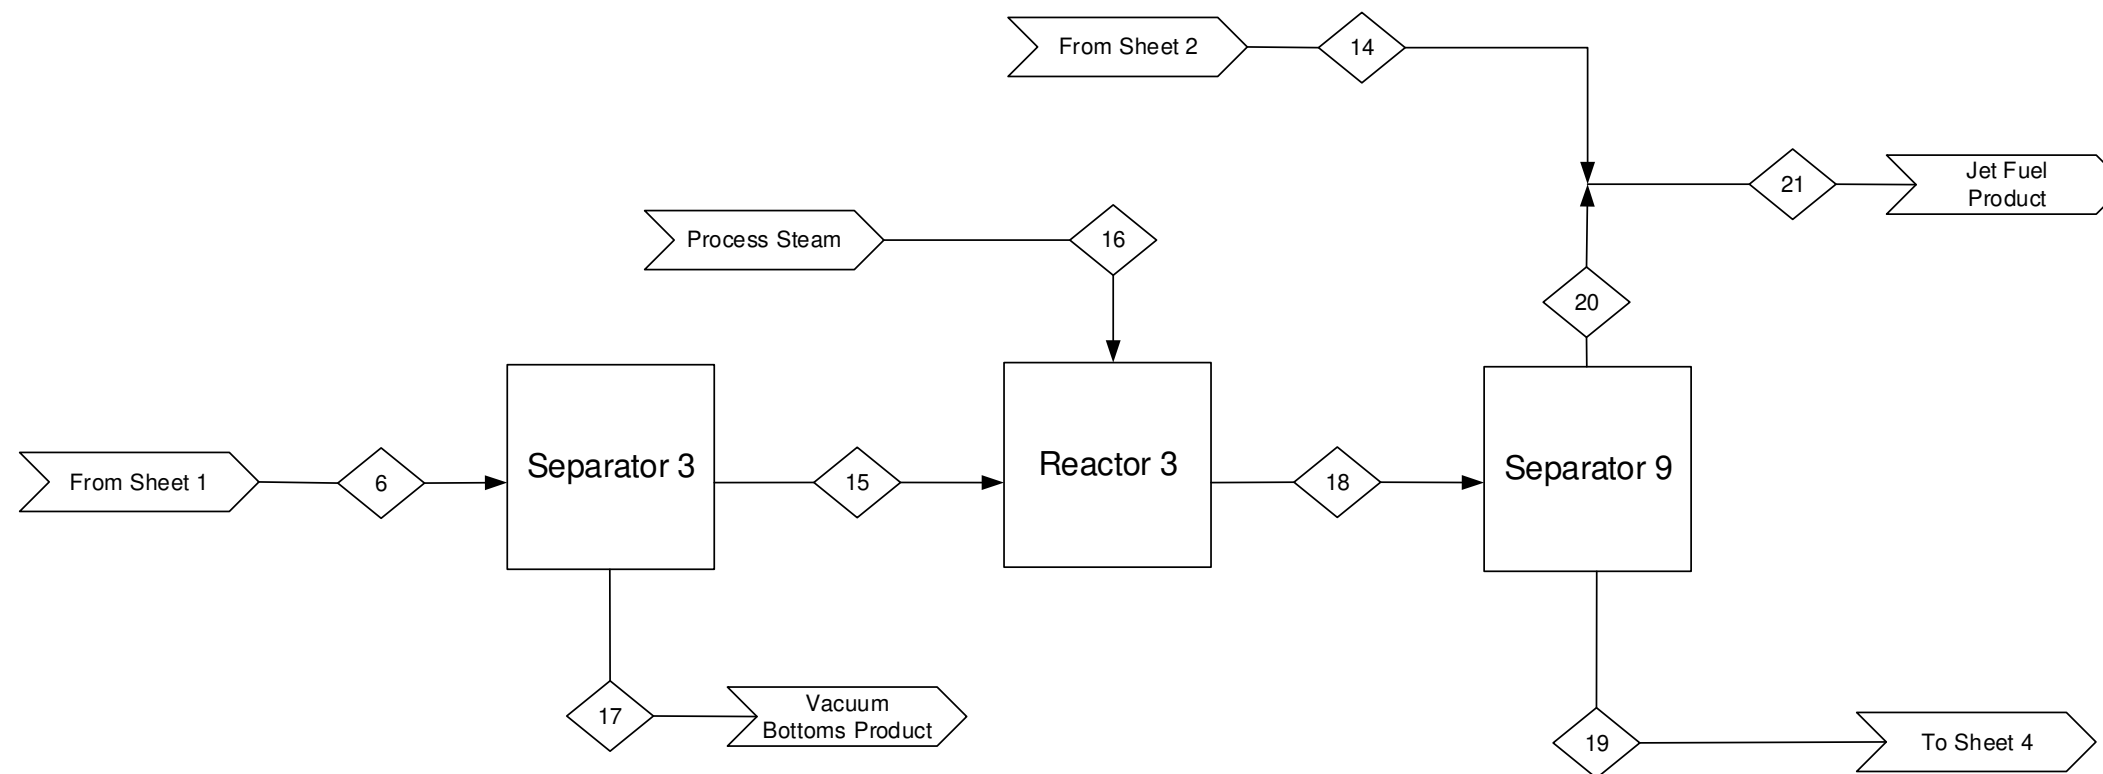 From Sheet 2
14
Jet Fuel
Product
21
Process Steam
16
20
Separator 3
Reactor 3
Separator 9
From Sheet 1
6
15
18
17
Vacuum
Bottoms Product
19
To Sheet 4